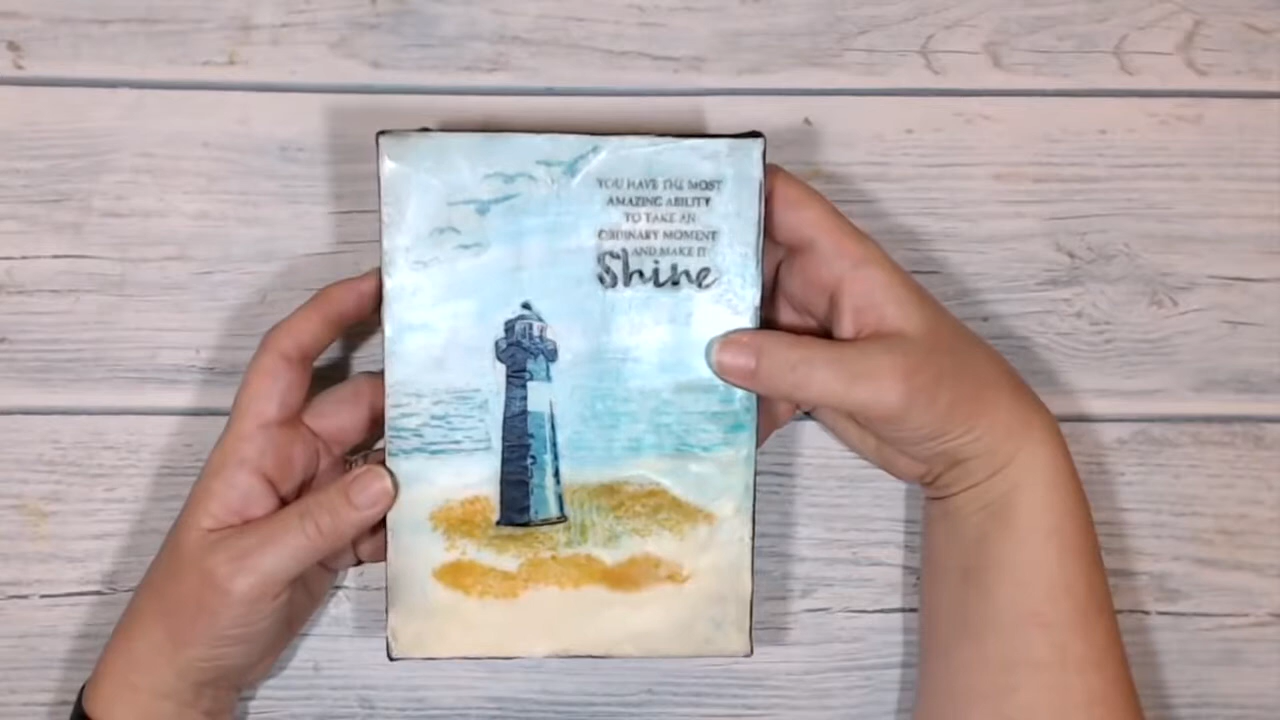 YOU HAVE THE MOST
AMAZING ABILITY
TO TAKE AN
ORDINARY MOMENT
AND MAKE IT
Shine